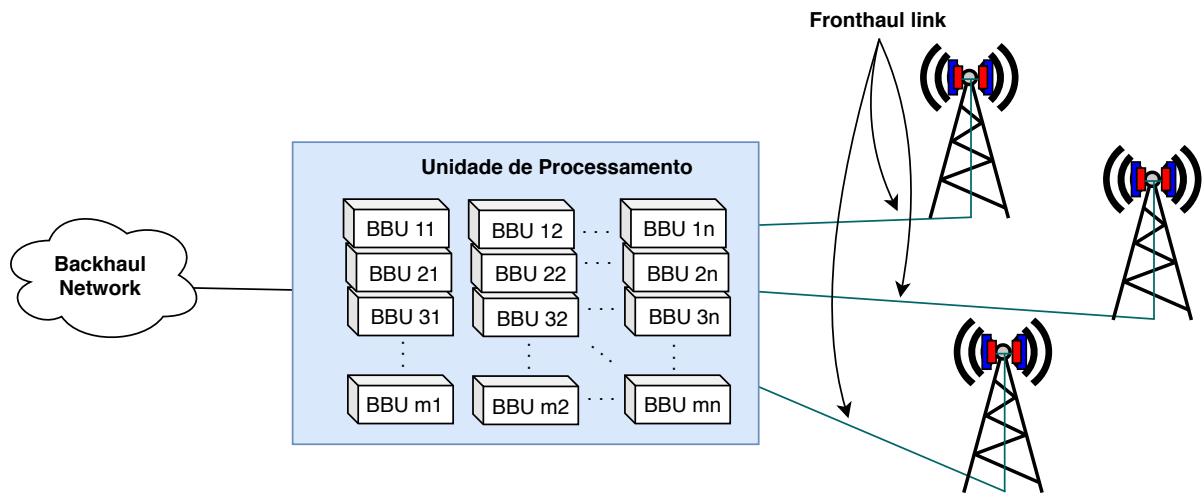 Fronthaul link
Unidade de Processamento
BBU 11
BBU 12
BBU 1n
BBU 21
BBU 22
BBU 2n
BBU 31
BBU 32
BBU 3n
BBU m1
BBU m2
BBU mn
Backhaul
Network